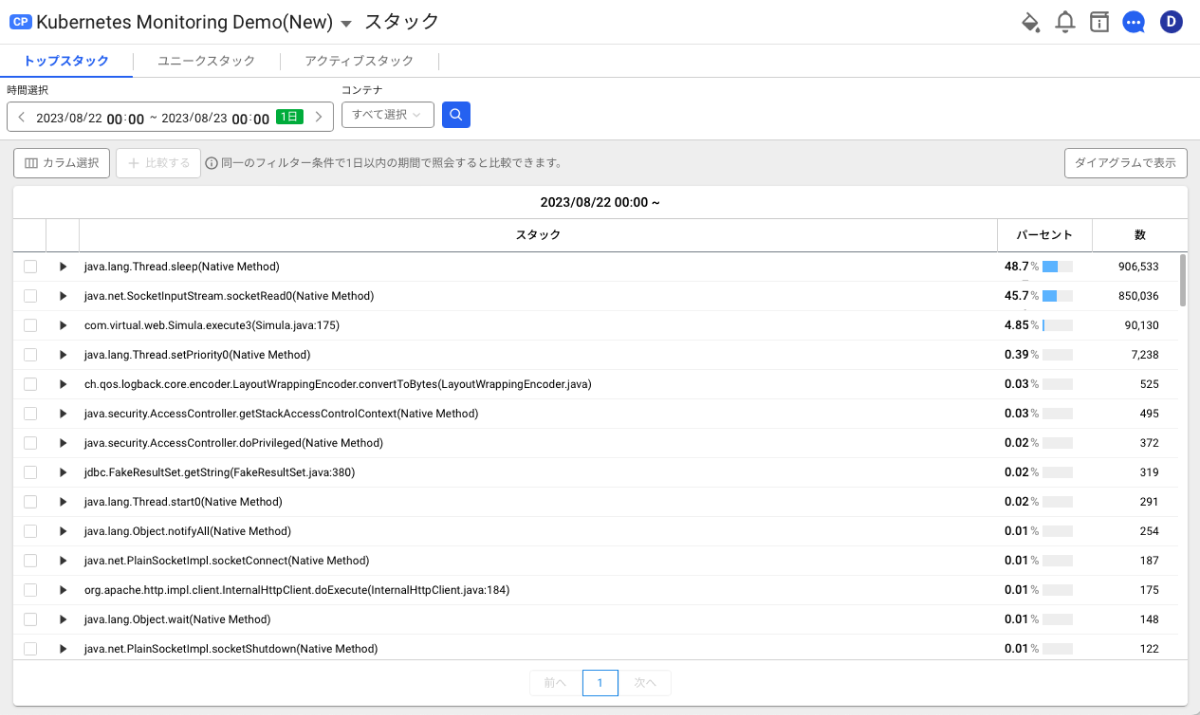 CP Kubernetes Monitoring Demo(New) スタック D
トップスタック ユニークスタック アクティブスタック
時間選択 コンテナ
2023/08/22 00:00 ~ 2023/08/23 00:00 1日 すべて選択
カラム選択 + 比較する 同一のフィルター条件で1日以内の期間で照会すると比較できます。 ダイアグラムで表示
2023/08/22 00:00 ~
スタック パーセント 数
java.lang.Thread.sleep(Native Method) 48.7% 906,533
java.net.SocketInputStream.socketRead0(Native Method) 45.7% 850,036
com.virtual.web.Simula.execute3(Simula.java:175) 4.85% 90,130
java.lang.Thread.setPriority0(Native Method) 0.39% 7,238
ch.qos.logback.core.encoder.LayoutWrappingEncoder.convertToBytes(LayoutWrappingEncoder.java) 0.03% 525
java.security.AccessController.getStackAccessControlContext(Native Method) 0.03% 495
java.security.AccessController.doPrivileged(Native Method) 0.02% 372
jdbc.FakeResultSet.getString(FakeResultSet.java:380) 0.02% 319
java.lang.Thread.start0(Native Method) 0.02% 291
java.lang.Object.notifyAll(Native Method) 0.01% 254
java.net.PlainSocketImpl.socketConnect(Native Method) 0.01% 187
org.apache.http.impl.client.InternalHttpClient.doExecute(InternalHttpClient.java:184) 0.01% 175
java.lang.Object.wait(Native Method) 0.01% 148
java.net.PlainSocketImpl.socketShutdown(Native Method) 0.01% 122
前へ 1 次へ